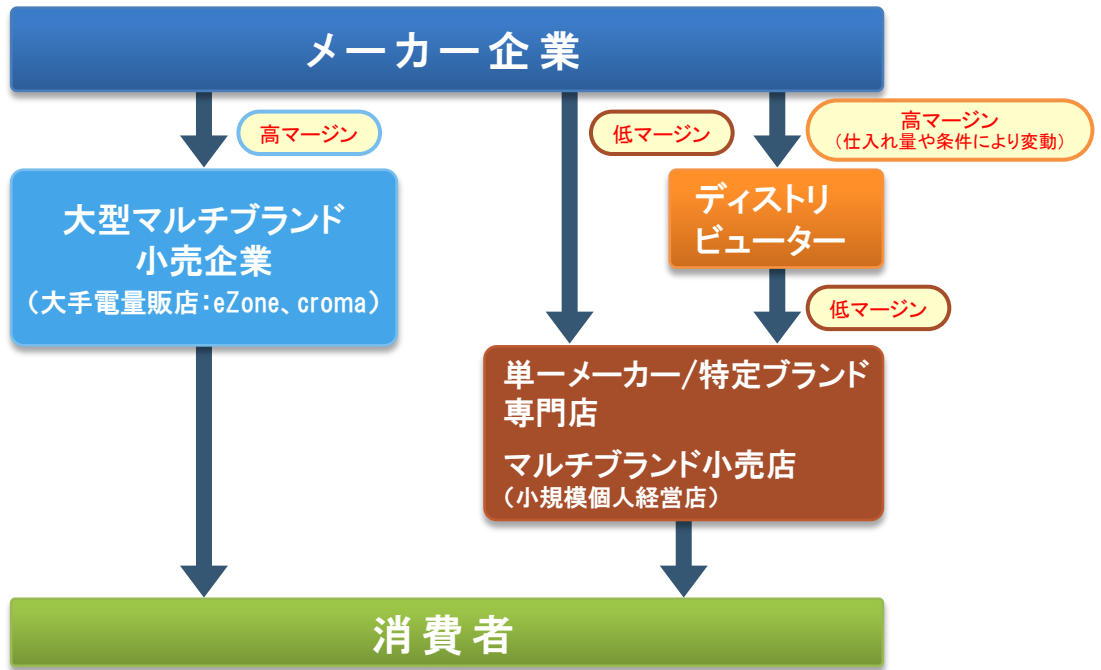 メーカー企業
高マージン
低マージン
高マージン
（仕入れ量や条件により変動）
大型マルチブランド
小売企業
（大手電量販店：eZone、croma）
ディストリ
ビューター
低マージン
単一メーカー/特定ブランド
専門店
マルチブランド小売店
（小規模個人経営店）
消費者